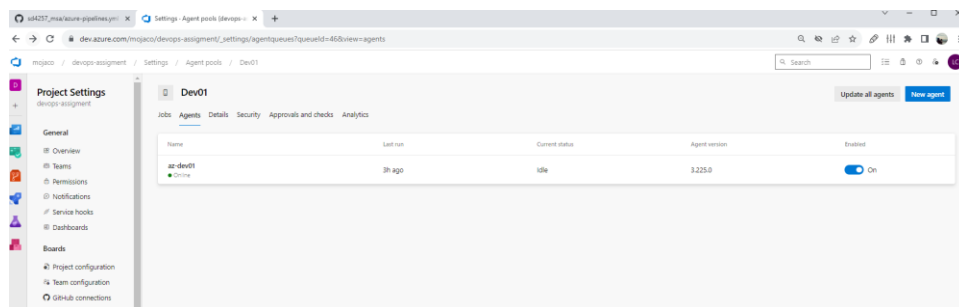 sd4257_msa/azure-pipelines.yml
Settings - Agent pools (devops-a
dev.azure.com/mojaco/devops-assigment/_settings/agentqueues?queueId=468&view=agents
mojaco / devops-assigment / Settings / Agent pools / Dev01
Search
LC
D
Project Settings
devops-assigment
General
Overview
Teams
Permissions
Notifications
Service hooks
Dashboards
Boards
Project configuration
Team configuration
GitHub connections
Dev01
Update all agents
New agent
Jobs Agents Details Security Approvals and checks Analytics
Name Last run Current status Agent version Enabled
az-dev01 3h ago Idle 3.225.0 On
Online